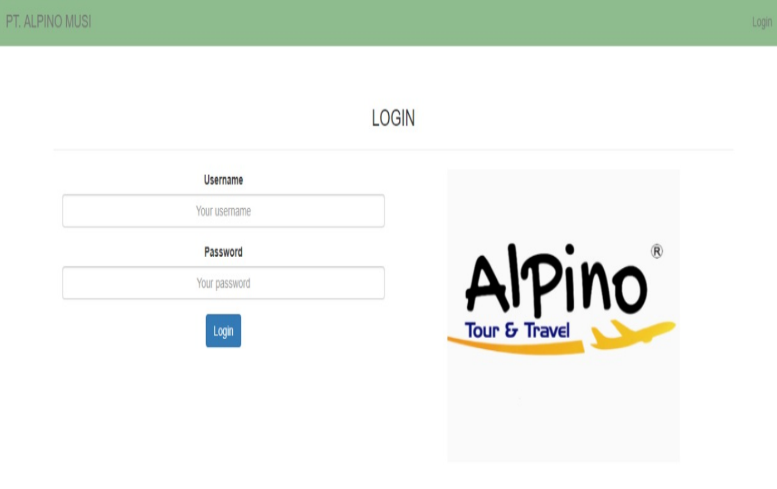 PT. ALPINO MUSI
Login
LOGIN
Username
Your username
Password
Your password
Login
Alpino ®
Tour & Travel